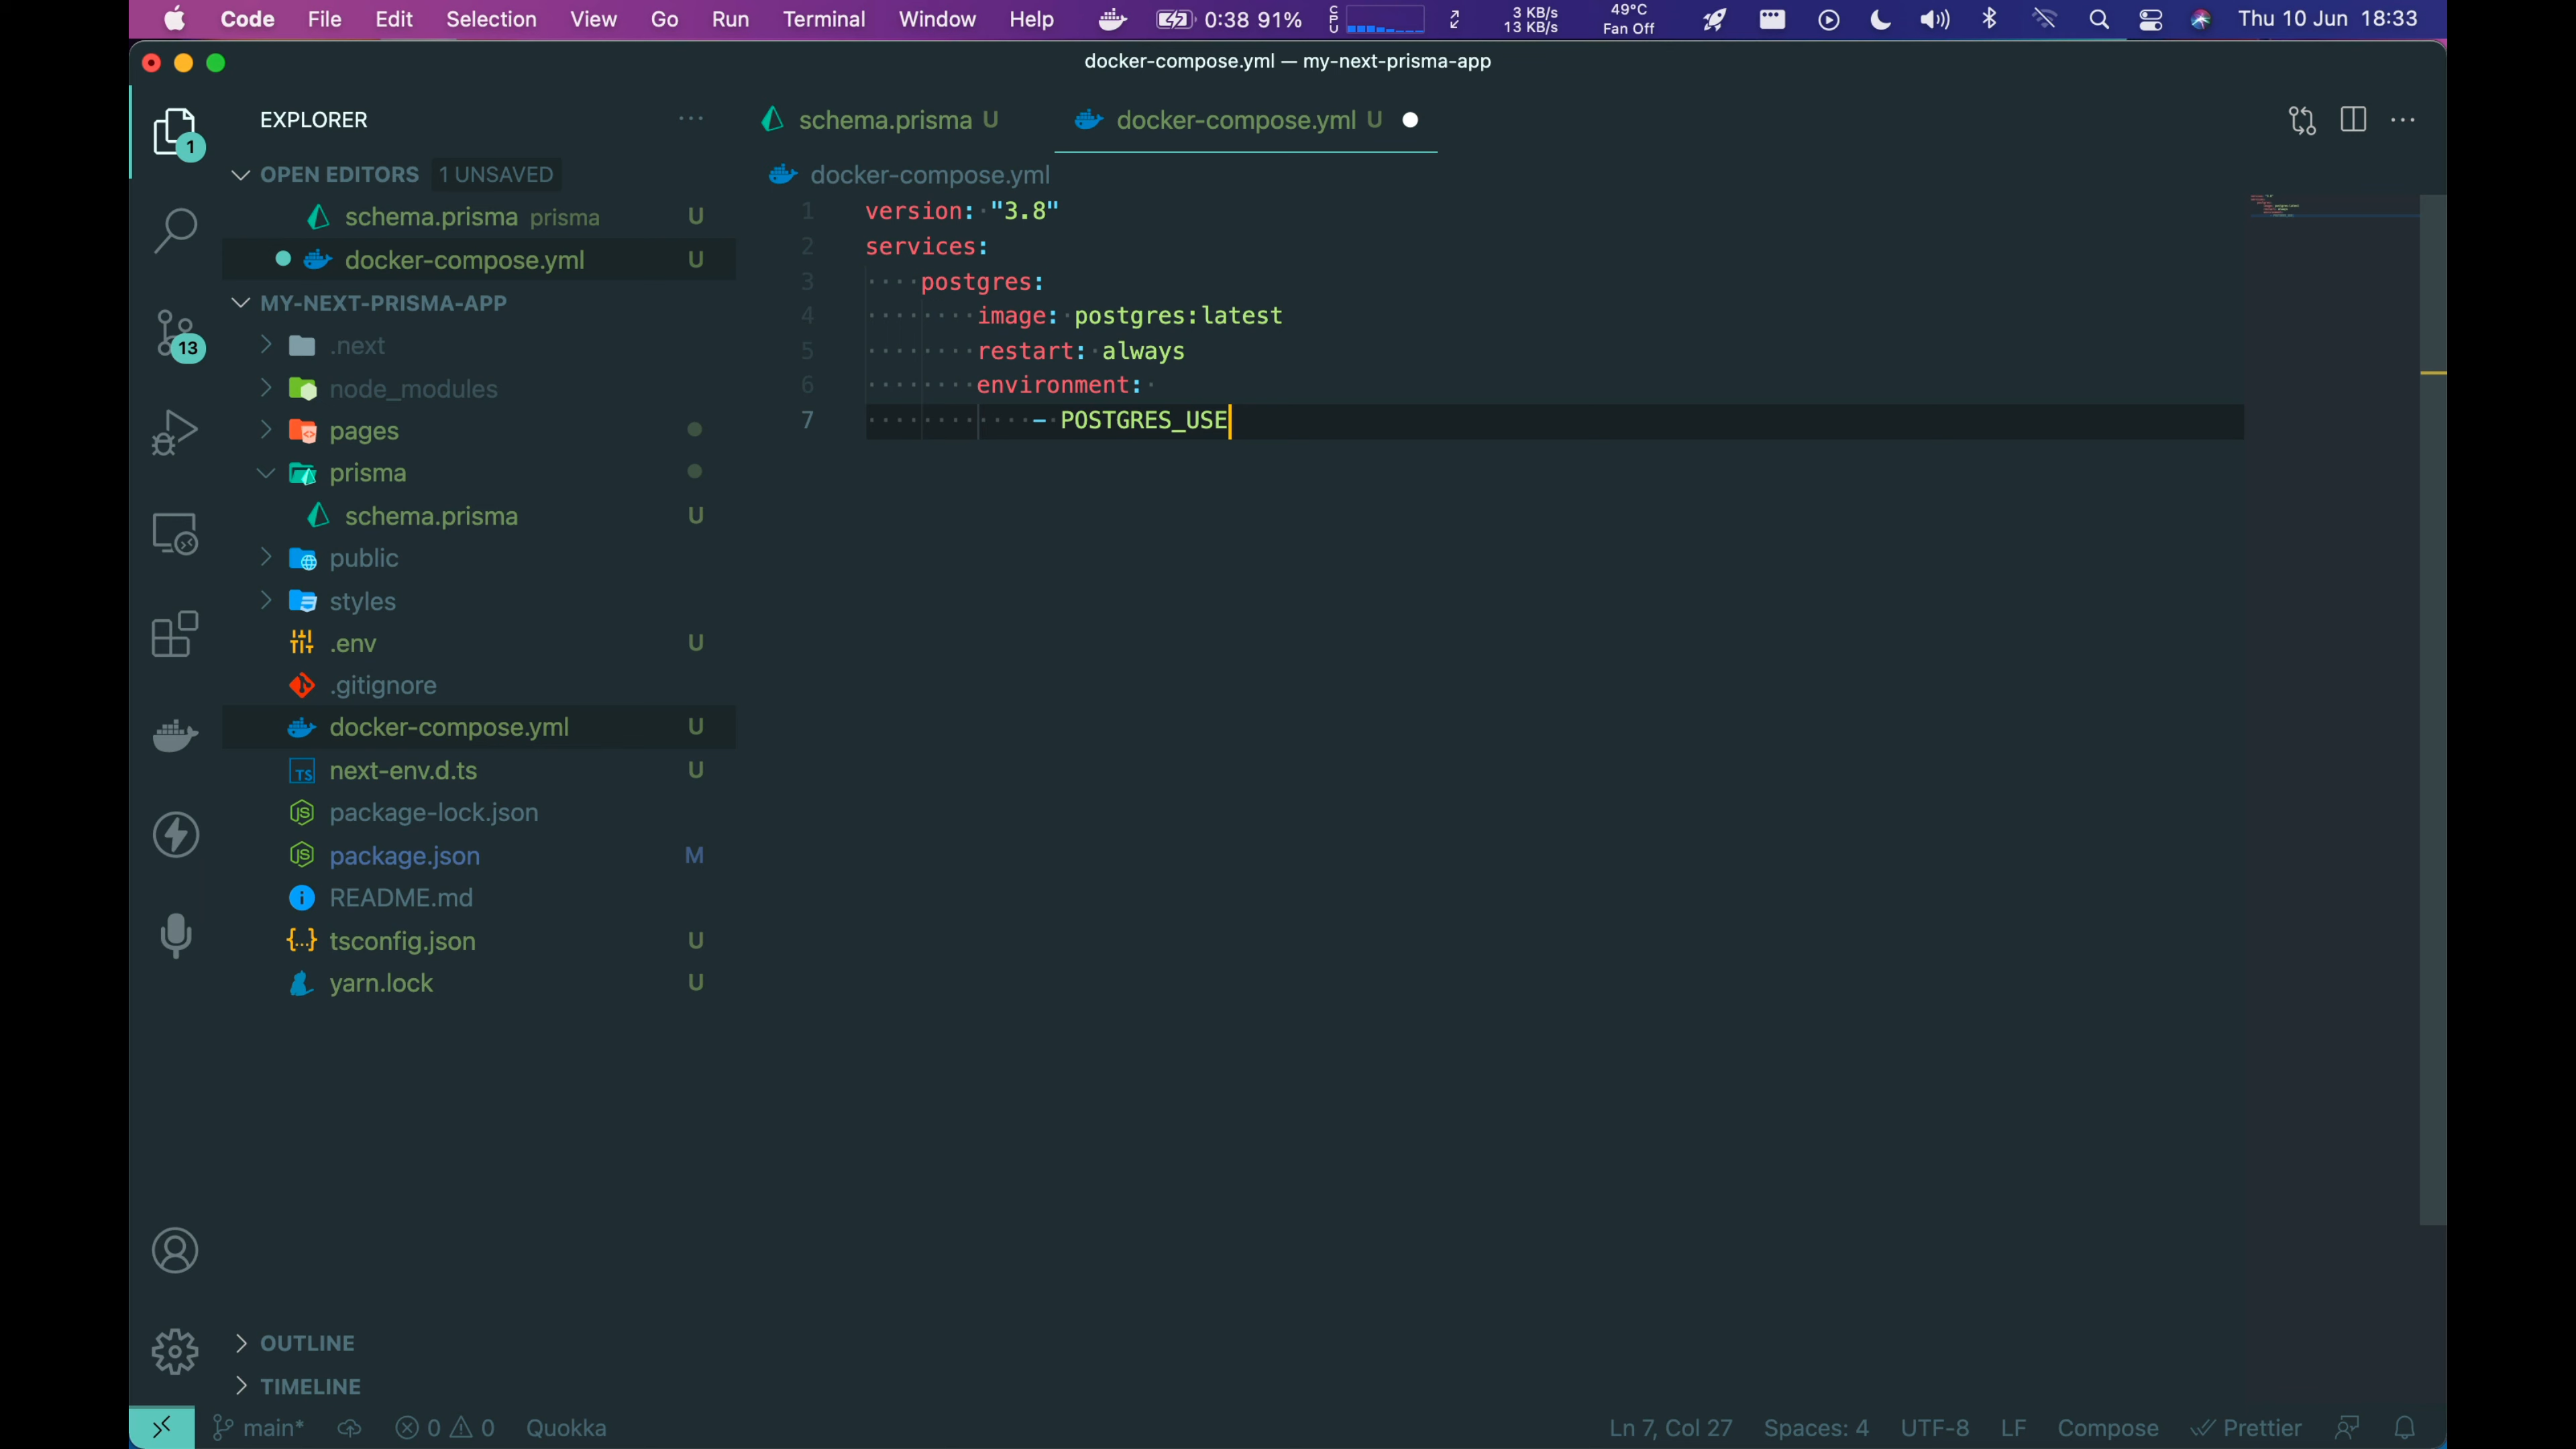 Code File Edit Selection View Go Run Terminal Window Help 0:38 91% CPU 3 KB/s 13 KB/s 49°C Fan Off Thu 10 Jun 18:33
docker-compose.yml — my-next-prisma-app
EXPLORER
1
OPEN EDITORS 1 UNSAVED
schema.prisma prisma U
docker-compose.yml U
MY-NEXT-PRISMA-APP
13
.next
node_modules
pages
prisma
schema.prisma U
public
styles
.env U
.gitignore
docker-compose.yml U
next-env.d.ts U
package-lock.json
package.json M
README.md
tsconfig.json U
yarn.lock U
OUTLINE
TIMELINE
schema.prisma U docker-compose.yml U
docker-compose.yml
1 version: "3.8"
2 services:
3 postgres:
4 image: postgres:latest
5 restart: always
6 environment:
7 - POSTGRES_USE
main* 0 0 Quokka Ln 7, Col 27 Spaces: 4 UTF-8 LF Compose Prettier